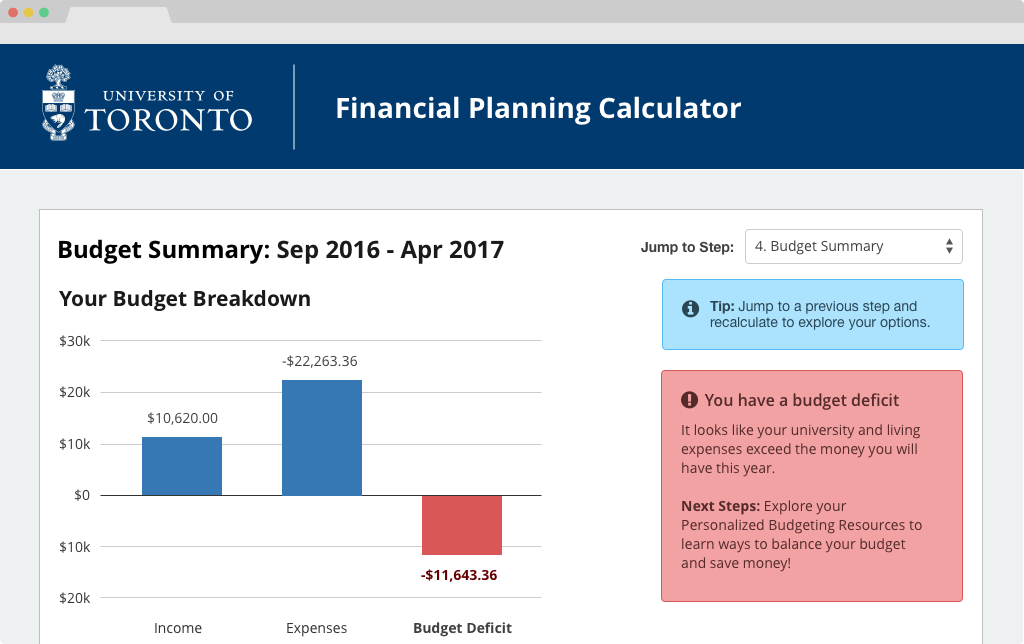 UNIVERSITY OF
TORONTO
Financial Planning Calculator
Budget Summary: Sep 2016 - Apr 2017
Jump to Step:
4. Budget Summary
Your Budget Breakdown
Tip: Jump to a previous step and
recalculate to explore your options.
$30k
-$22,263.36
$20k
$10,620.00
$10k
$0
$10k
-$11,643.36
$20k
Income
Expenses
Budget Deficit
You have a budget deficit
It looks like your university and living
expenses exceed the money you will
have this year.
Next Steps: Explore your
Personalized Budgeting Resources to
learn ways to balance your budget
and save money!